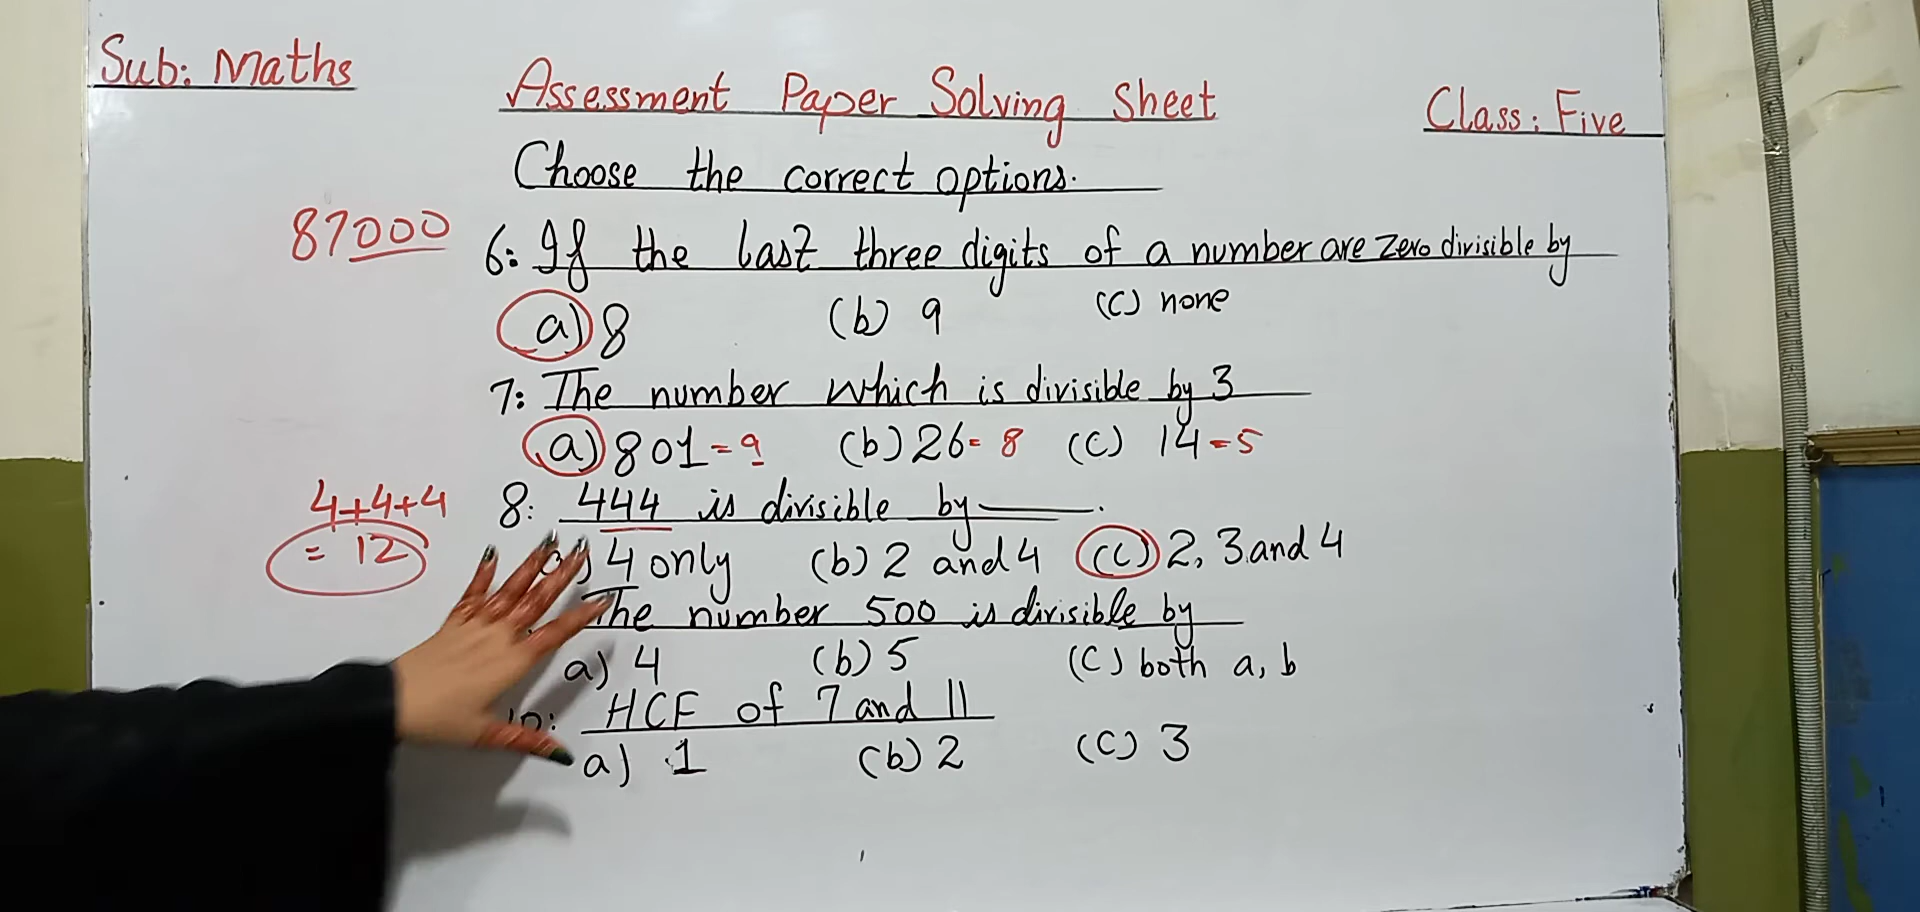 Sub: Maths
Assessment Paper Solving Sheet
Class: Five
Choose the correct options.
87000
6: If the last three digits of a number are zero divisible by
a) 8 (b) 9 (c) none
7: The number which is divisible by 3
a) 801 = 9 (b) 26 = 8 (c) 14 = 5
4+4+4
= 12
8: 444 is divisible by ______.
a) 4 only (b) 2 and 4 (c) 2, 3 and 4
The number 500 is divisible by
a) 4 (b) 5 (c) both a, b
10: HCF of 7 and 11
a) 1 (b) 2 (c) 3